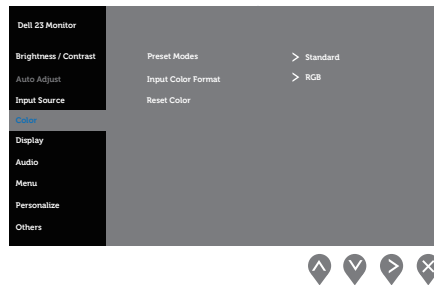 Dell 23 Monitor
Brightness / Contrast
Preset Modes
Standard
Auto Adjust
Input Color Format
RGB
Input Source
Reset Color
Color
Display
Audio
Menu
Personalize
Others